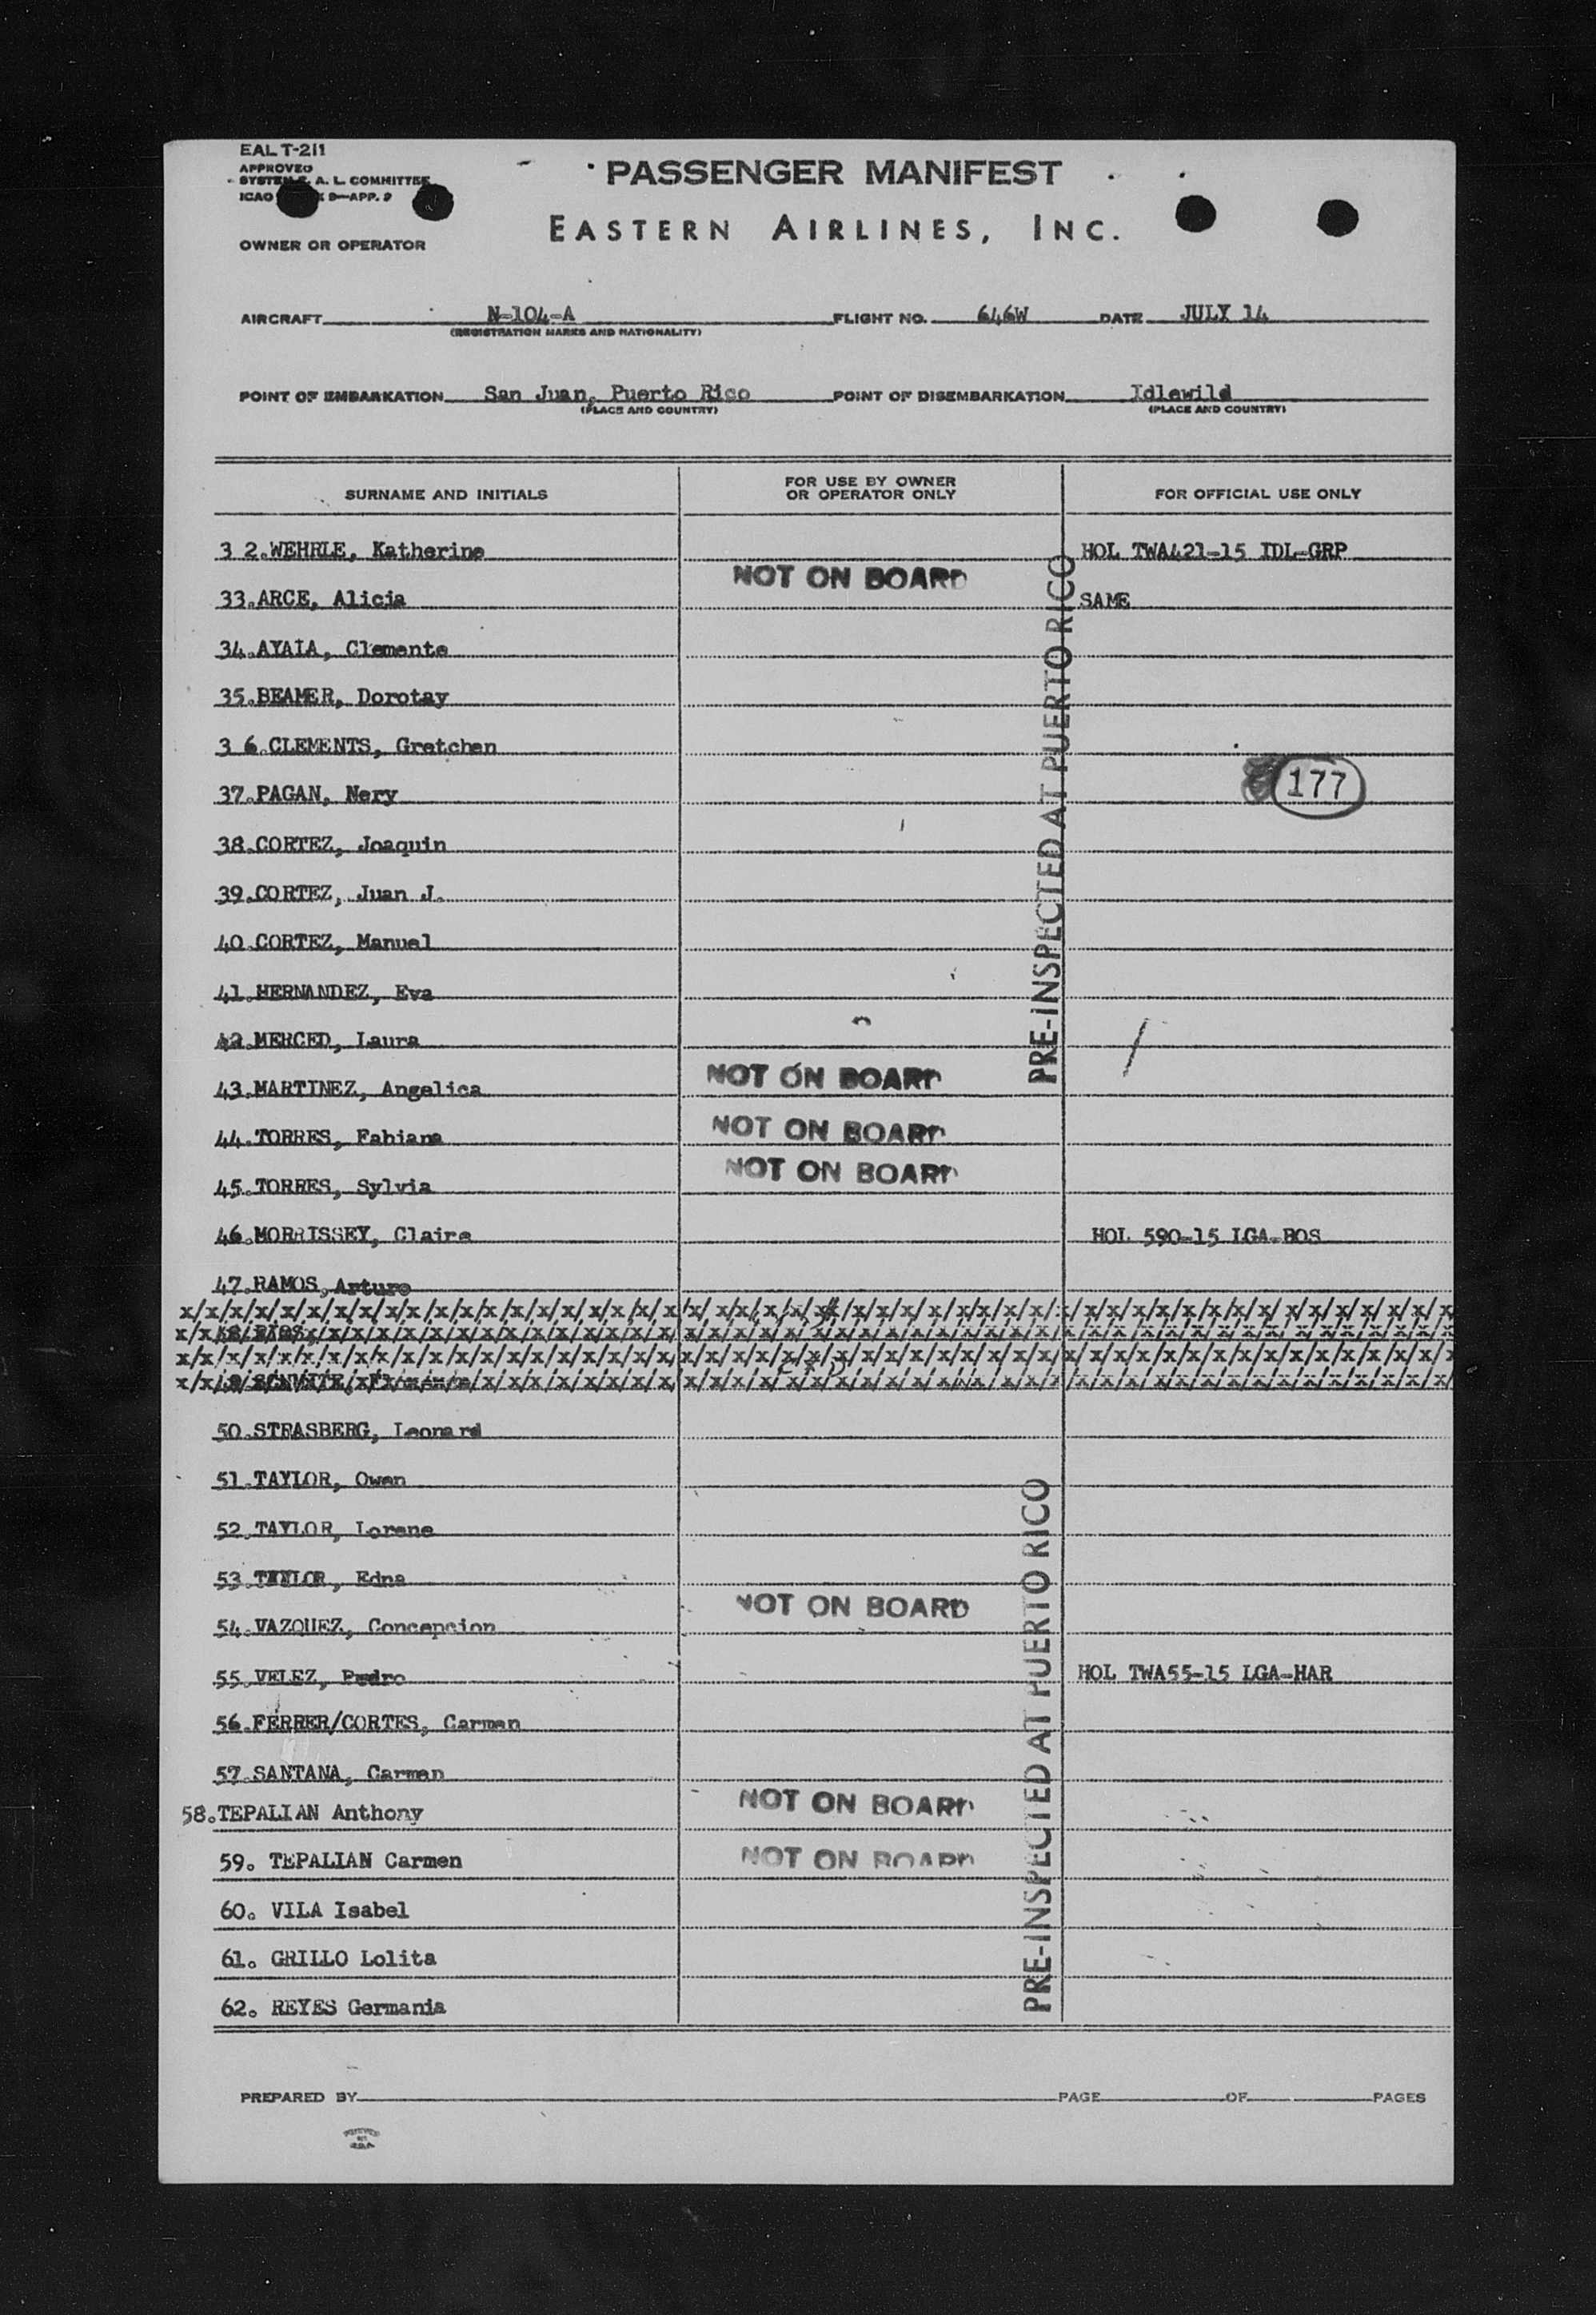 EAL T-211
APPROVED
SYSTEM E. A. L. COMMITTEE
ICAO 9—APP. 9
PASSENGER MANIFEST
EASTERN AIRLINES, INC.
OWNER OR OPERATOR
AIRCRAFT N-104-A FLIGHT NO. 646W DATE JULY 14
(REGISTRATION MARKS AND NATIONALITY)
POINT OF EMBARKATION San Juan, Puerto Rico POINT OF DISEMBARKATION Idlewild
(PLACE AND COUNTRY) (PLACE AND COUNTRY)
SURNAME AND INITIALS FOR USE BY OWNER OR OPERATOR ONLY FOR OFFICIAL USE ONLY
3 2.WEHRLE, Katherine HOL TWA421-15 IDL-GRP
NOT ON BOARD
33.ARCE, Alicia SAME
34.AYALA, Clemente
35.BEAMER, Dorotay
3 6.CLEMENTS, Gretchen
37.PAGAN, Nery 177
38.CORTEZ, Joaquin
39.CORTEZ, Juan J.
40.CORTEZ, Manuel
41.HERNANDEZ, Eva
42.MERCED, Laura
PRE-INSPECTED AT PUERTO RICO
43.MARTINEZ, Angelica NOT ON BOARD
44.TORRES, Fabiana NOT ON BOARD
45.TORRES, Sylvia NOT ON BOARD
46.MORRISSEY, Claire HOL 590-15 LGA-BOS
47.RAMOS, Arturo
50.STRASBERG, Leonard
51.TAYLOR, Owen
52.TAYLOR, Lorene
53.TAYLOR, Edna
NOT ON BOARD
54.VAZQUEZ, Concepcion
55.VELEZ, Pedro HOL TWA55-15 LGA-HAR
56.FERRER/CORTES, Carmen
57.SANTANA, Carmen
58.TEPALIAN Anthony NOT ON BOARD
59. TEPALIAN Carmen NOT ON BOARD
60. VILA Isabel
61. GRILLO Lolita
62. REYES Germania
PRE-INSPECTED AT PUERTO RICO
PREPARED BY PAGE OF PAGES